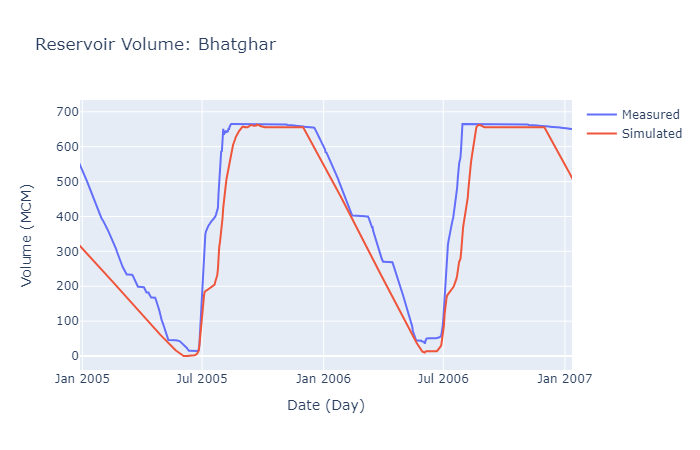 Reservoir Volume: Bhatghar
Measured
Simulated
Volume (MCM)
700
600
500
400
300
200
100
0
Jan 2005
Jul 2005
Jan 2006
Jul 2006
Jan 2007
Date (Day)